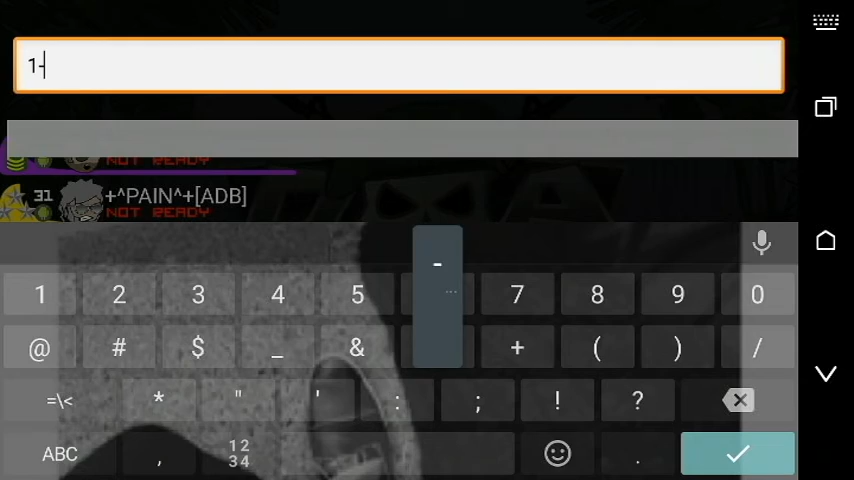 1-
NOT READY
31 +^PAIN^+[ADB]
NOT READY
-
1 2 3 4 5 7 8 9 0
@ # $ _ & + ( ) /
=\< * " ' : ; ! ?
ABC , 12 34 .